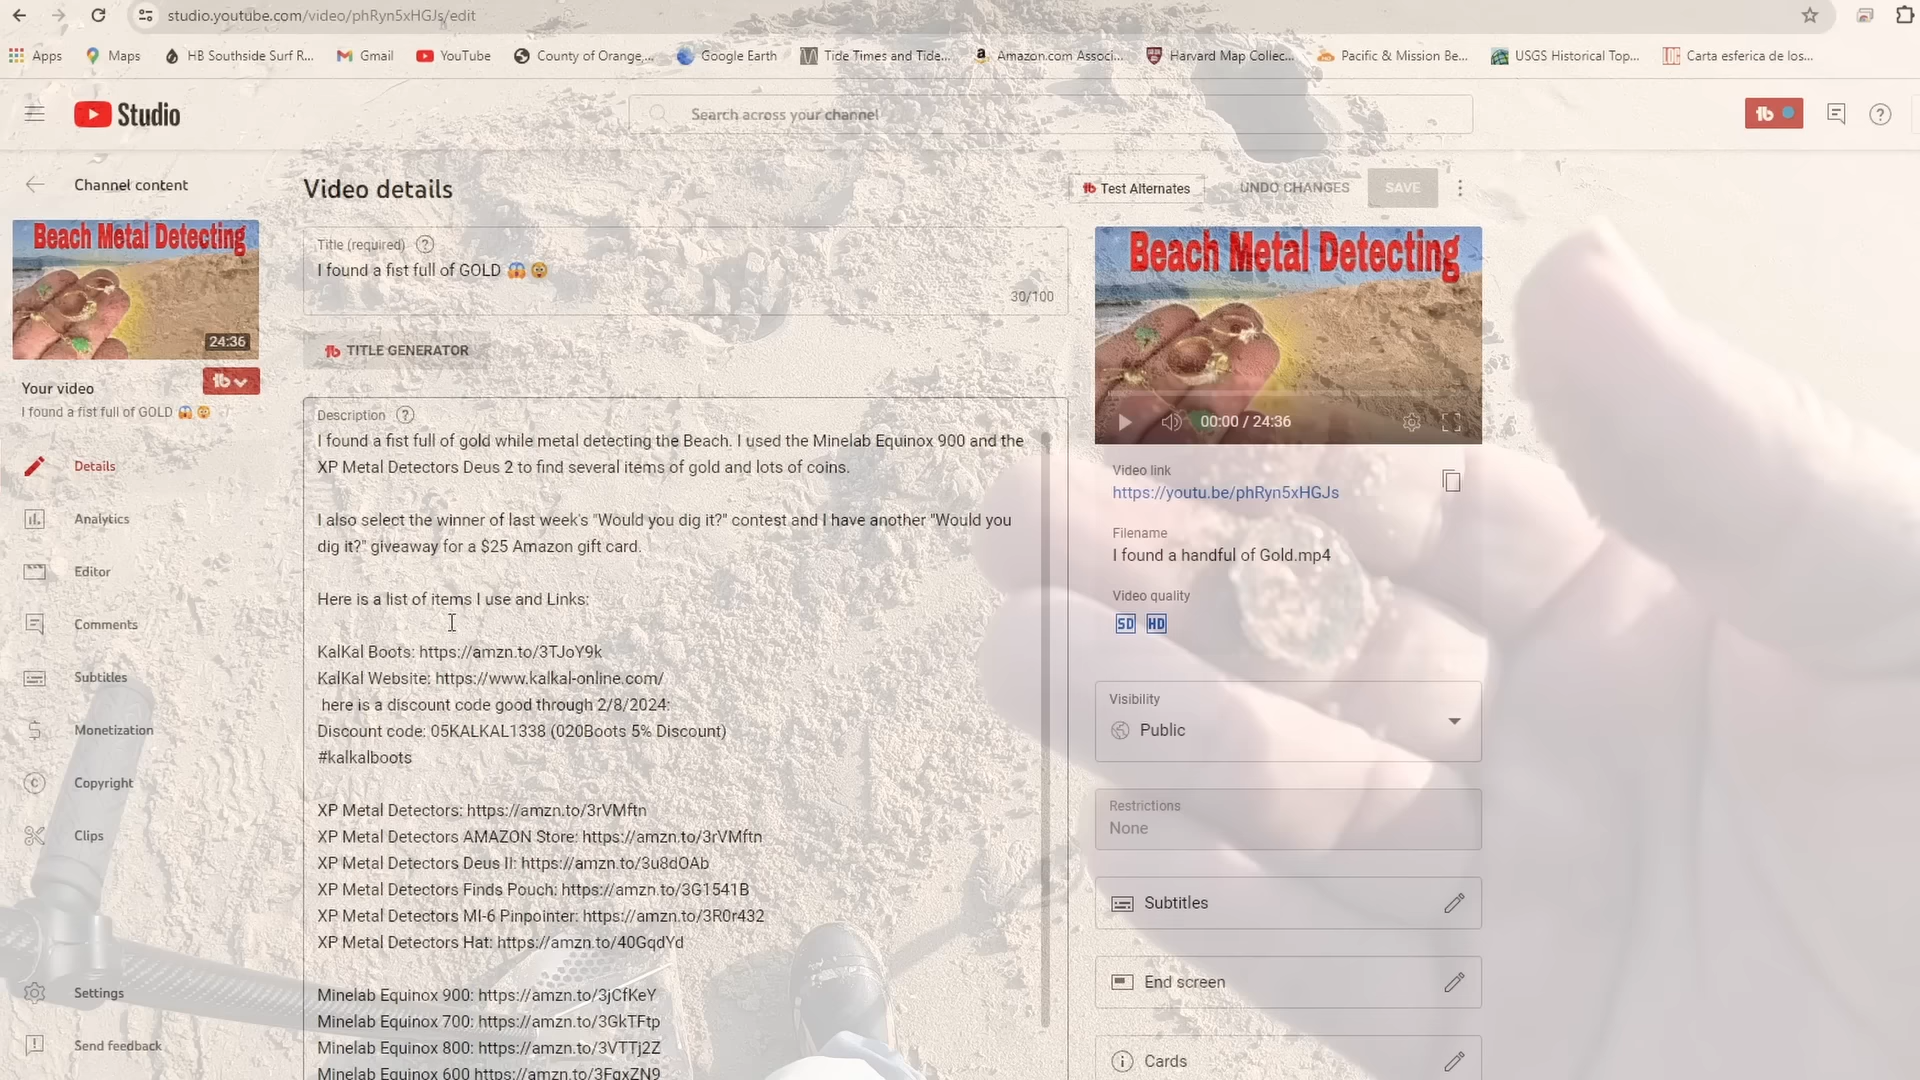 studio.youtube.com/video/phRyn5xHGJs/edit
Apps
Maps
HB Southside Surf R...
Gmail
YouTube
County of Orange,...
Google Earth
Tide Times and Tide...
Amazon.com Associ...
Harvard Map Collec...
Pacific & Mission Be...
USGS Historical Top...
Carta esferica de los...
Studio
Search across your channel
tb
Channel content
Video details
tb Test Alternates
UNDO CHANGES
SAVE
Beach Metal Detecting
24:36
Your video
tb
I found a fist full of GOLD 😱 🤯
Details
Analytics
Editor
Comments
Subtitles
Monetization
Copyright
Clips
Settings
Send feedback
Title (required)
I found a fist full of GOLD 😱 🤯
30/100
tb TITLE GENERATOR
Description
I found a fist full of gold while metal detecting the Beach. I used the Minelab Equinox 900 and the
XP Metal Detectors Deus 2 to find several items of gold and lots of coins.
I also select the winner of last week's "Would you dig it?" contest and I have another "Would you
dig it?" giveaway for a $25 Amazon gift card.
Here is a list of items I use and Links:
KalKal Boots: https://amzn.to/3TJoY9k
KalKal Website: https://www.kalkal-online.com/
here is a discount code good through 2/8/2024:
Discount code: 05KALKAL1338 (020Boots 5% Discount)
#kalkalboots
XP Metal Detectors: https://amzn.to/3rVMftn
XP Metal Detectors AMAZON Store: https://amzn.to/3rVMftn
XP Metal Detectors Deus II: https://amzn.to/3u8dOAb
XP Metal Detectors Finds Pouch: https://amzn.to/3G1541B
XP Metal Detectors MI-6 Pinpointer: https://amzn.to/3R0r432
XP Metal Detectors Hat: https://amzn.to/40GqdYd
Minelab Equinox 900: https://amzn.to/3jCfKeY
Minelab Equinox 700: https://amzn.to/3GkTFtp
Minelab Equinox 800: https://amzn.to/3VTTj2Z
Minelab Equinox 600 https://amzn.to/3FqxZN9
Beach Metal Detecting
00:00 / 24:36
Video link
https://youtu.be/phRyn5xHGJs
Filename
I found a handful of Gold.mp4
Video quality
SD HD
Visibility
Public
Restrictions
None
Subtitles
End screen
Cards